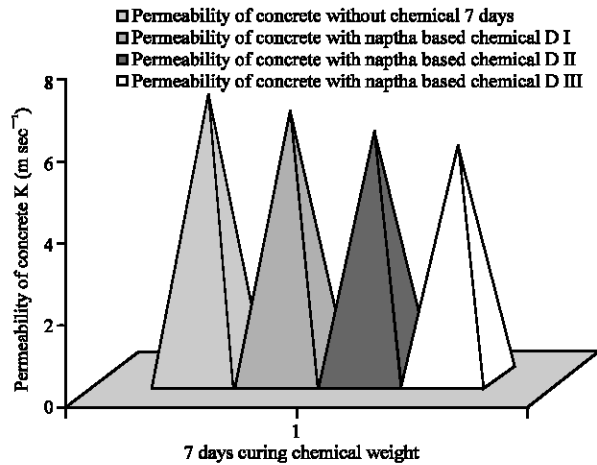 Permeability of concrete without chemical 7 days
Permeability of concrete with naptha based chemical D I
Permeability of concrete with naptha based chemical D II
Permeability of concrete with naptha based chemical D III
Permeability of concrete K (m sec⁻¹)
8
6
4
2
0
1
7 days curing chemical weight